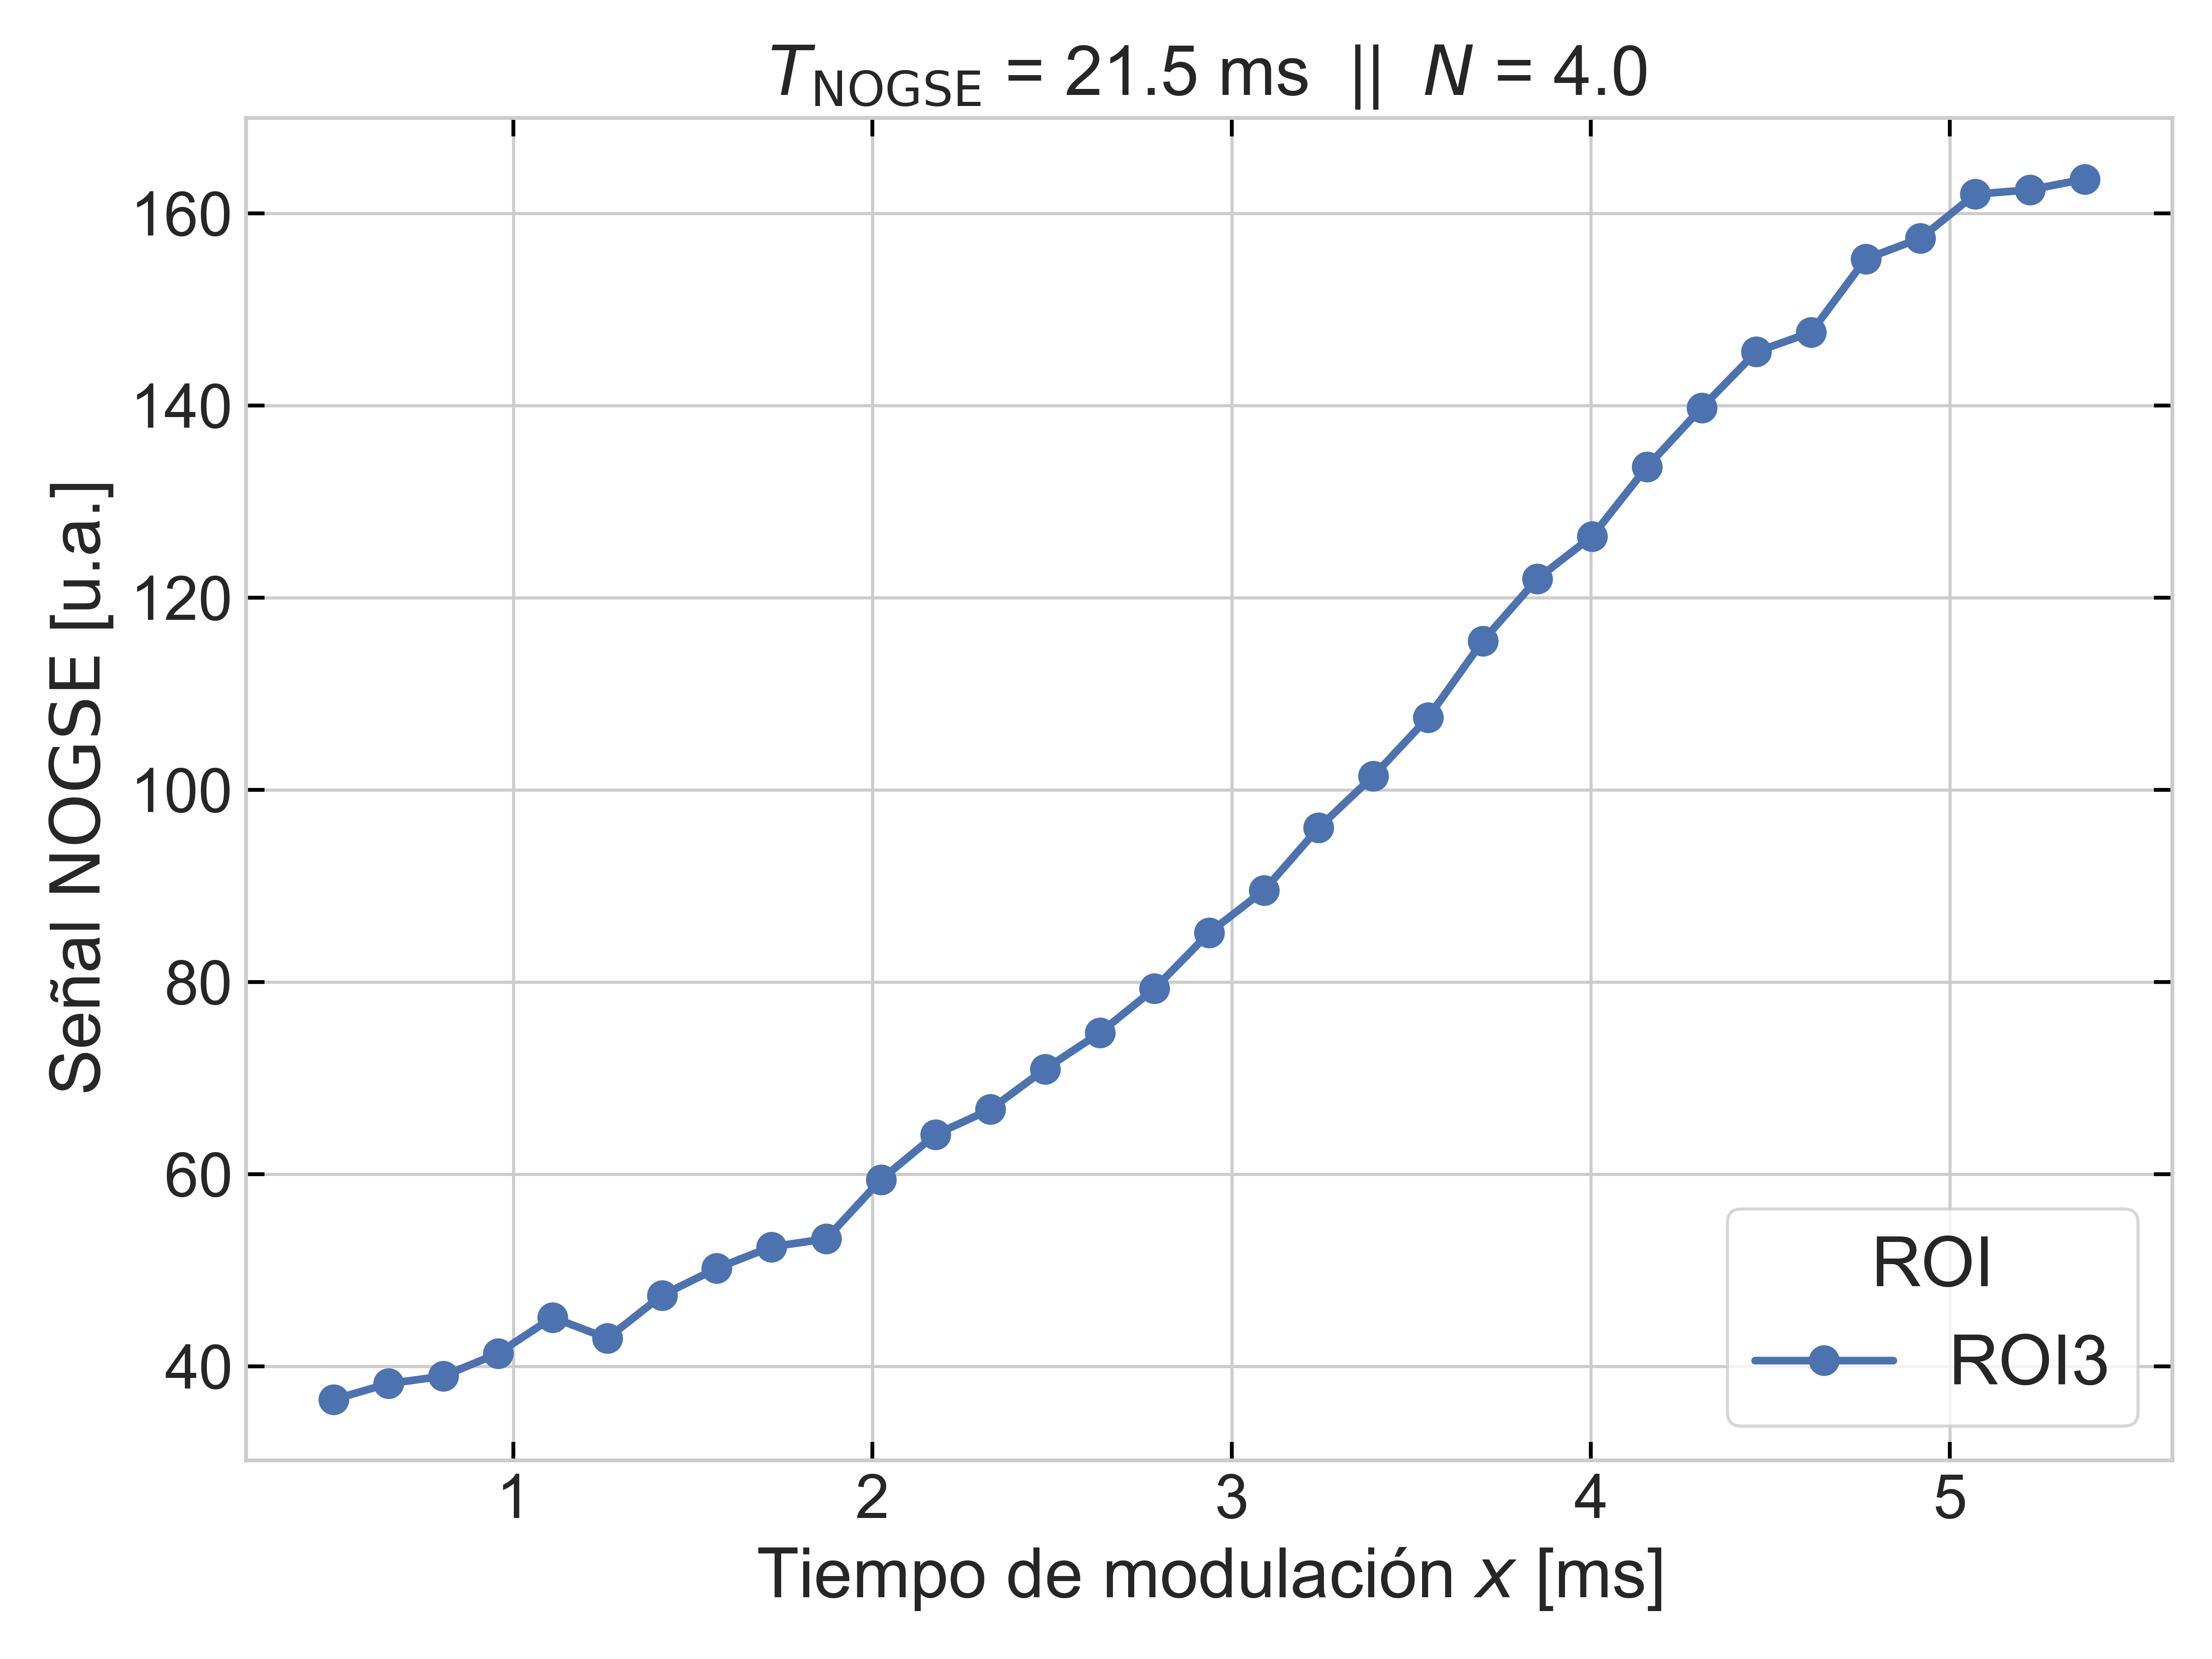 T_NOGSE = 21.5 ms || N = 4.0
Señal NOGSE [u.a.]
160
140
120
100
80
60
40
ROI
ROI3
1 2 3 4 5
Tiempo de modulación x [ms]